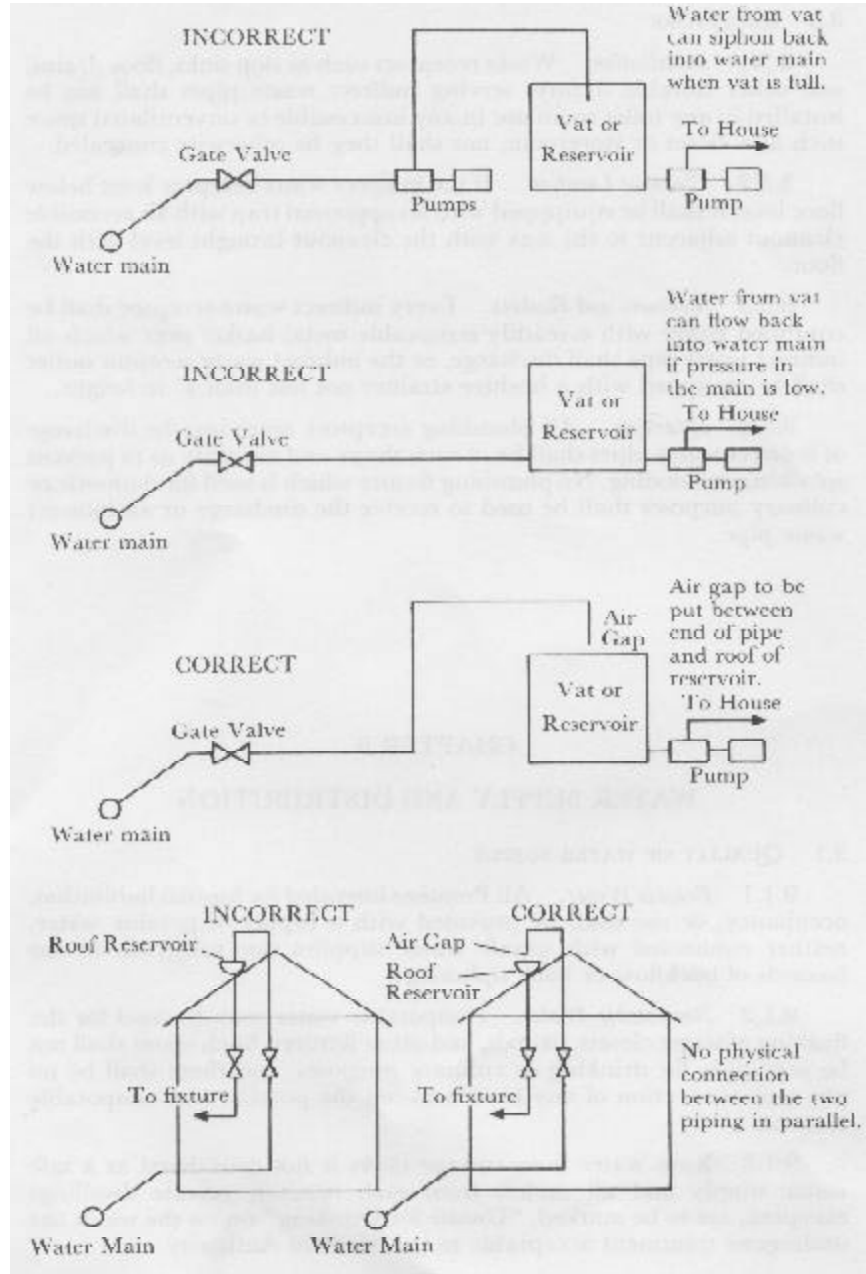 INCORRECT
Water from vat
can siphon back
into water main
when vat is full.
Vat or
Reservoir
To House
Gate Valve
Pumps
Pump
Water main
INCORRECT
Water from vat
can flow back
into water main
if pressure in
the main is low.
Vat or
Reservoir
To House
Gate Valve
Pump
Water main
CORRECT
Air
Gap
Air gap to be
put between
end of pipe
and roof of
reservoir.
Vat or
Reservoir
To House
Gate Valve
Pump
Water main
INCORRECT
Roof Reservoir
To fixture
Water Main
CORRECT
Air Gap
Roof
Reservoir
To fixture
No physical
connection
between the two
piping in parallel.
Water Main